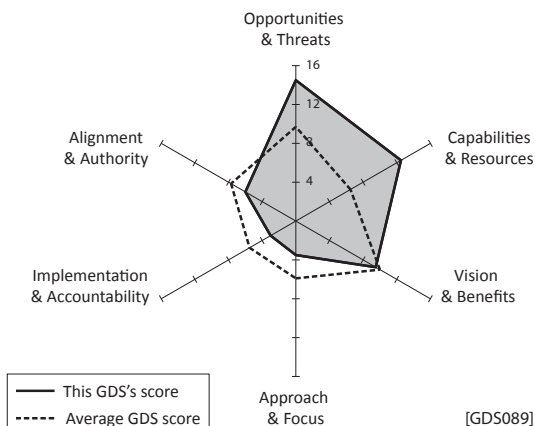 Opportunities
& Threats
16
12
8
4
Alignment
& Authority
Capabilities
& Resources
Implementation
& Accountability
Vision
& Benefits
Approach
& Focus
This GDS's score
Average GDS score
[GDS089]